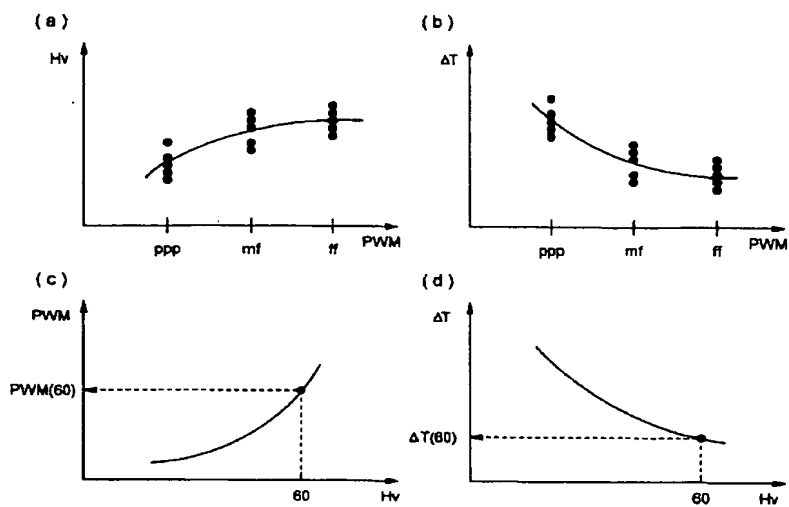 (a)
Hv
ppp mf ff PWM
(b)
ΔT
ppp mf ff PWM
(c)
PWM
PWM(60)
60 Hv
(d)
ΔT
ΔT(60)
60 Hv